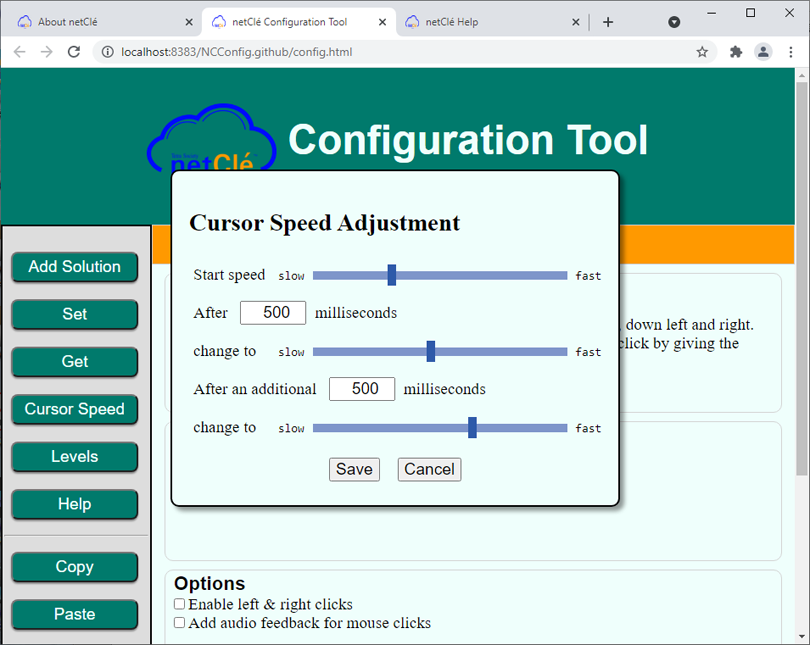 About netClé
netClé Configuration Tool
netClé Help
localhost:8383/NCConfig.github/config.html
netClé
Configuration Tool
Cursor Speed Adjustment
Start speed slow fast
After 500 milliseconds
change to slow fast
After an additional 500 milliseconds
change to slow fast
Save Cancel
Add Solution
Set
Get
Cursor Speed
Levels
Help
Copy
Paste
down left and right.
click by giving the
Options
Enable left & right clicks
Add audio feedback for mouse clicks